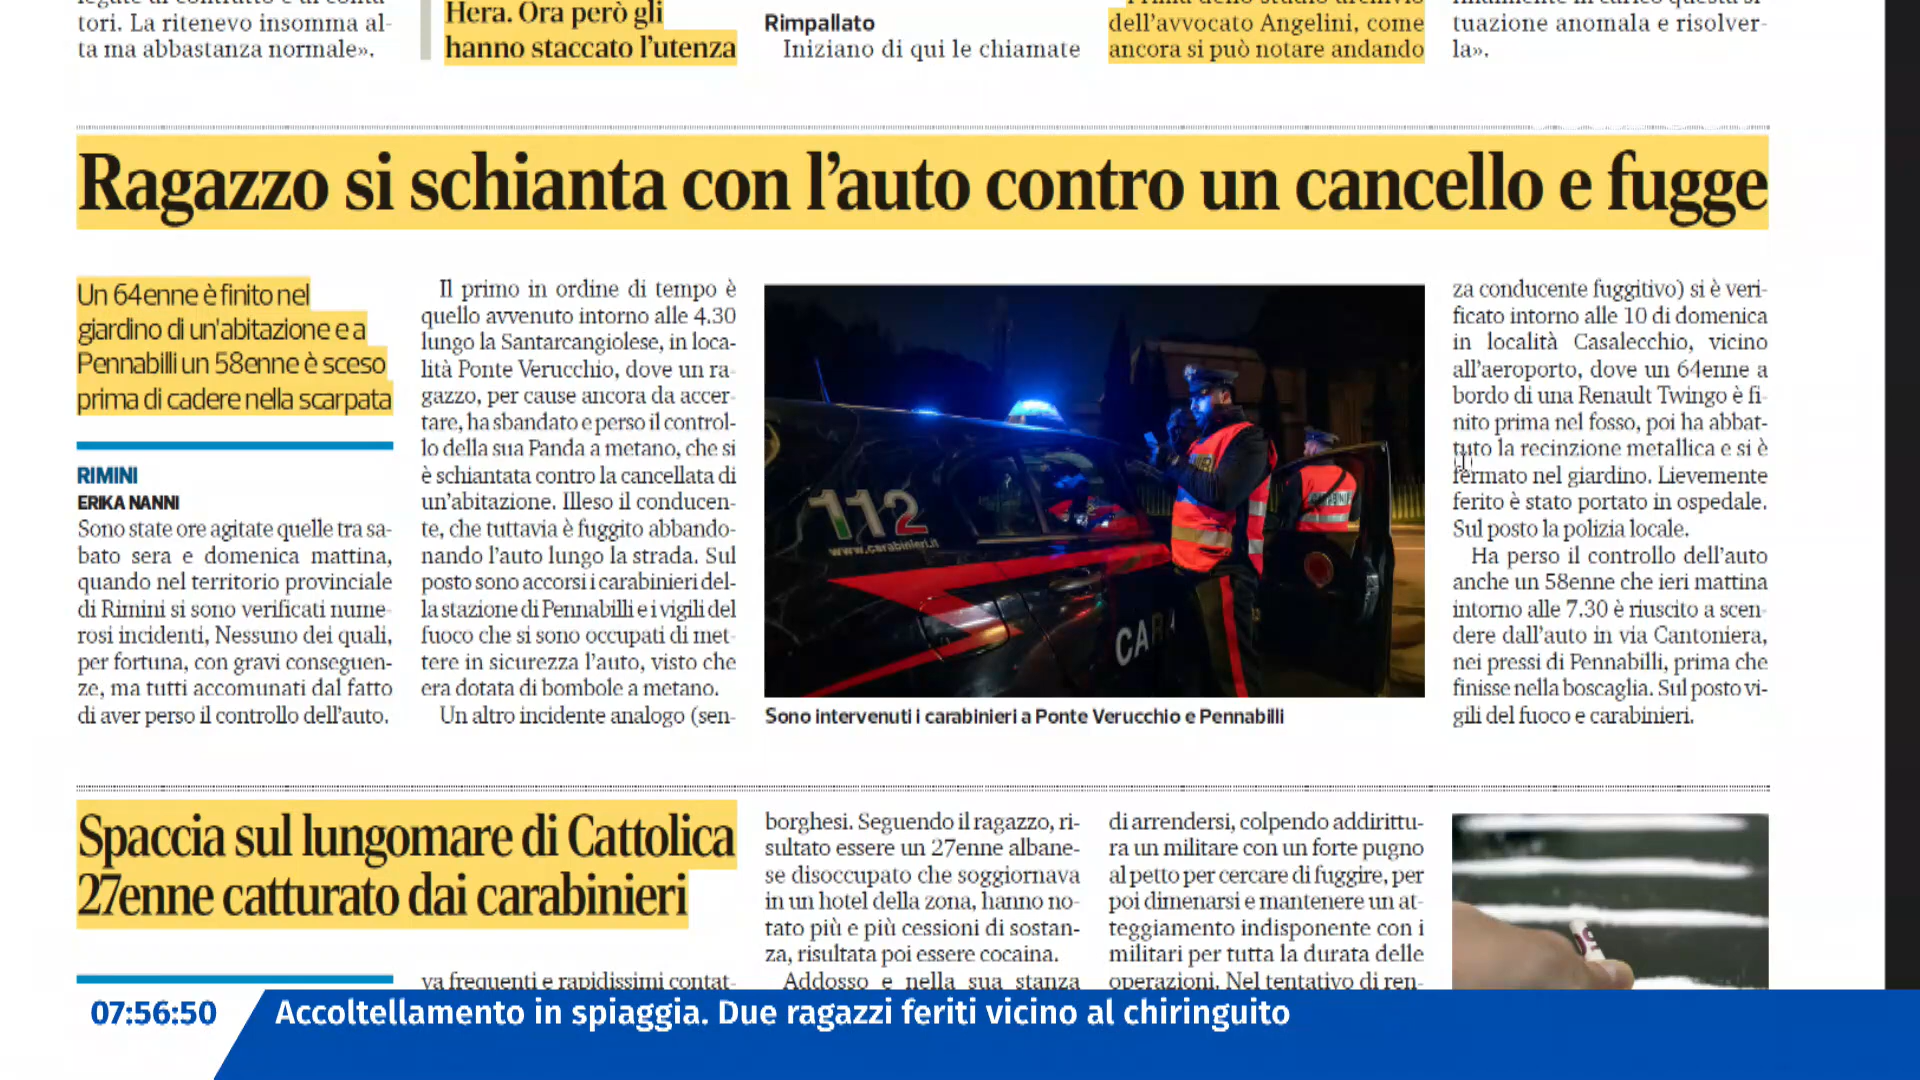 tori. La ritenevo insomma al-
ta ma abbastanza normale».
Hera. Ora però gli
hanno staccato l'utenza
Rimpallato
Iniziano di qui le chiamate
dell'avvocato Angelini, come
ancora si può notare andando
tuazione anomala e risolver-
la».
Ragazzo si schianta con l'auto contro un cancello e fugge
Un 64enne è finito nel
giardino di un'abitazione e a
Pennabilli un 58enne è sceso
prima di cadere nella scarpata
RIMINI
ERIKA NANNI
Sono state ore agitate quelle tra sa-
bato sera e domenica mattina,
quando nel territorio provinciale
di Rimini si sono verificati nume-
rosi incidenti, Nessuno dei quali,
per fortuna, con gravi conseguen-
ze, ma tutti accomunati dal fatto
di aver perso il controllo dell'auto.
Il primo in ordine di tempo è
quello avvenuto intorno alle 4.30
lungo la Santarcangiolese, in loca-
lità Ponte Verucchio, dove un ra-
gazzo, per cause ancora da accer-
tare, ha sbandato e perso il control-
lo della sua Panda a metano, che si
è schiantata contro la cancellata di
un'abitazione. Illeso il conducen-
te, che tuttavia è fuggito abbando-
nando l'auto lungo la strada. Sul
posto sono accorsi i carabinieri del-
la stazione di Pennabilli e i vigili del
fuoco che si sono occupati di met-
tere in sicurezza l'auto, visto che
era dotata di bombole a metano.
Un altro incidente analogo (sen-
112
www.carabinieri.it
CAR
Sono intervenuti i carabinieri a Ponte Verucchio e Pennabilli
za conducente fuggitivo) si è veri-
ficato intorno alle 10 di domenica
in località Casalecchio, vicino
all'aeroporto, dove un 64enne a
bordo di una Renault Twingo è fi-
nito prima nel fosso, poi ha abbat-
tuto la recinzione metallica e si è
fermato nel giardino. Lievemente
ferito è stato portato in ospedale.
Sul posto la polizia locale.
Ha perso il controllo dell'auto
anche un 58enne che ieri mattina
intorno alle 7.30 è riuscito a scen-
dere dall'auto in via Cantoniera,
nei pressi di Pennabilli, prima che
finisse nella boscaglia. Sul posto vi-
gili del fuoco e carabinieri.
Spaccia sul lungomare di Cattolica
27enne catturato dai carabinieri
va frequenti e rapidissimi contat-
borghesi. Seguendo il ragazzo, ri-
sultato essere un 27enne albane-
se disoccupato che soggiornava
in un hotel della zona, hanno no-
tato più e più cessioni di sostan-
za, risultata poi essere cocaina.
Addosso e nella sua stanza
di arrendersi, colpendo addirittu-
ra un militare con un forte pugno
al petto per cercare di fuggire, per
poi dimenarsi e mantenere un at-
teggiamento indisponente con i
militari per tutta la durata delle
operazioni. Nel tentativo di ren-
07:56:50
Accoltellamento in spiaggia. Due ragazzi feriti vicino al chiringuito